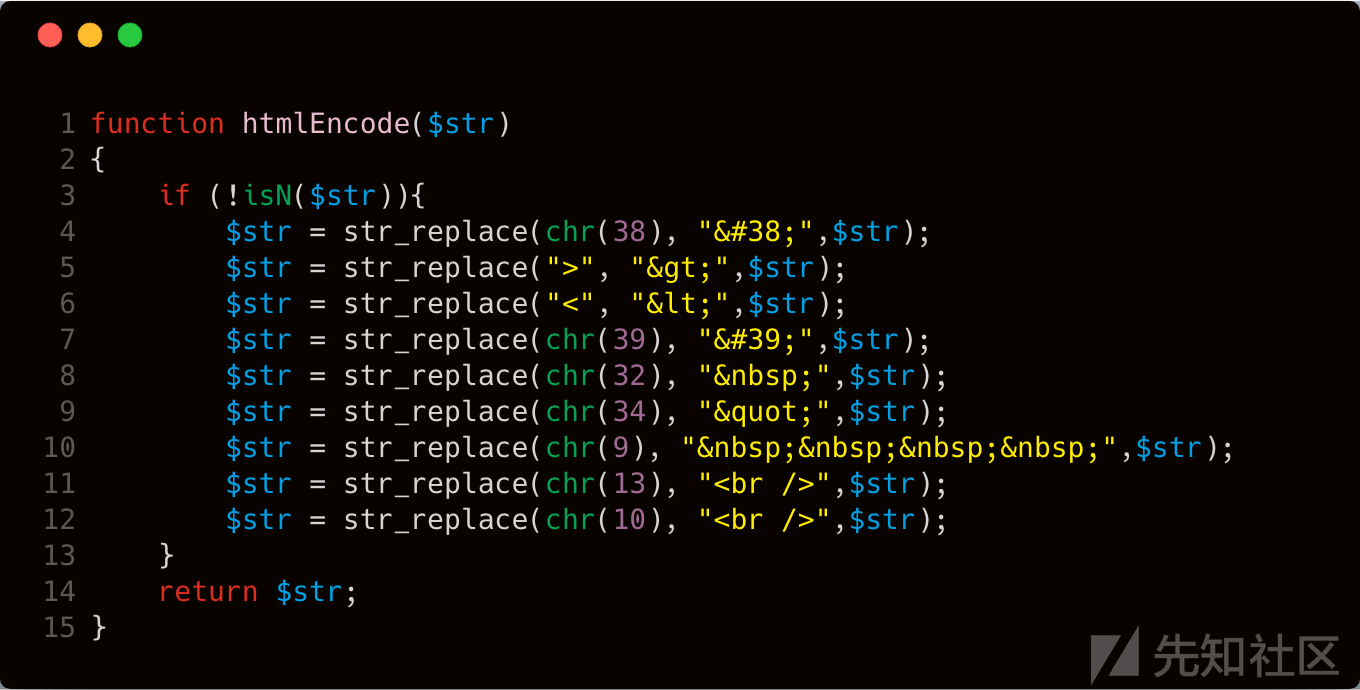 1 function htmlEncode($str)
2 {
3     if (!isN($str)){
4         $str = str_replace(chr(38), "&#38;",$str);
5         $str = str_replace(">", "&gt;",$str);
6         $str = str_replace("<", "&lt;",$str);
7         $str = str_replace(chr(39), "&#39;",$str);
8         $str = str_replace(chr(32), "&nbsp;",$str);
9         $str = str_replace(chr(34), "&quot;",$str);
10         $str = str_replace(chr(9), "&nbsp;&nbsp;&nbsp;&nbsp;",$str);
11         $str = str_replace(chr(13), "<br />",$str);
12         $str = str_replace(chr(10), "<br />",$str);
13     }
14     return $str;
15 }
先知社区